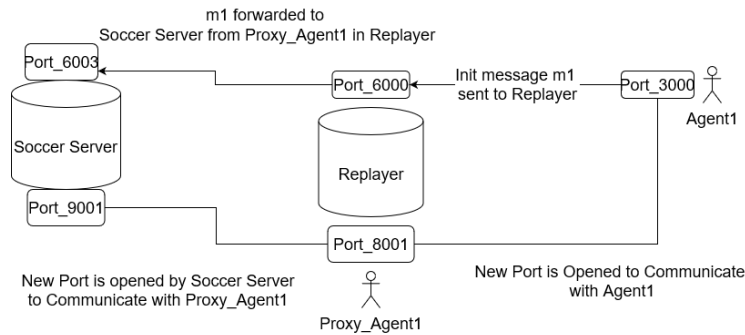 m1 forwarded to
Soccer Server from Proxy_Agent1 in Replayer
Port_6003
Port_6000
Init message m1
sent to Replayer
Port_3000
Agent1
Soccer Server
Replayer
Port_9001
Port_8001
New Port is opened by Soccer Server
to Communicate with Proxy_Agent1
New Port is Opened to Communicate
with Agent1
Proxy_Agent1